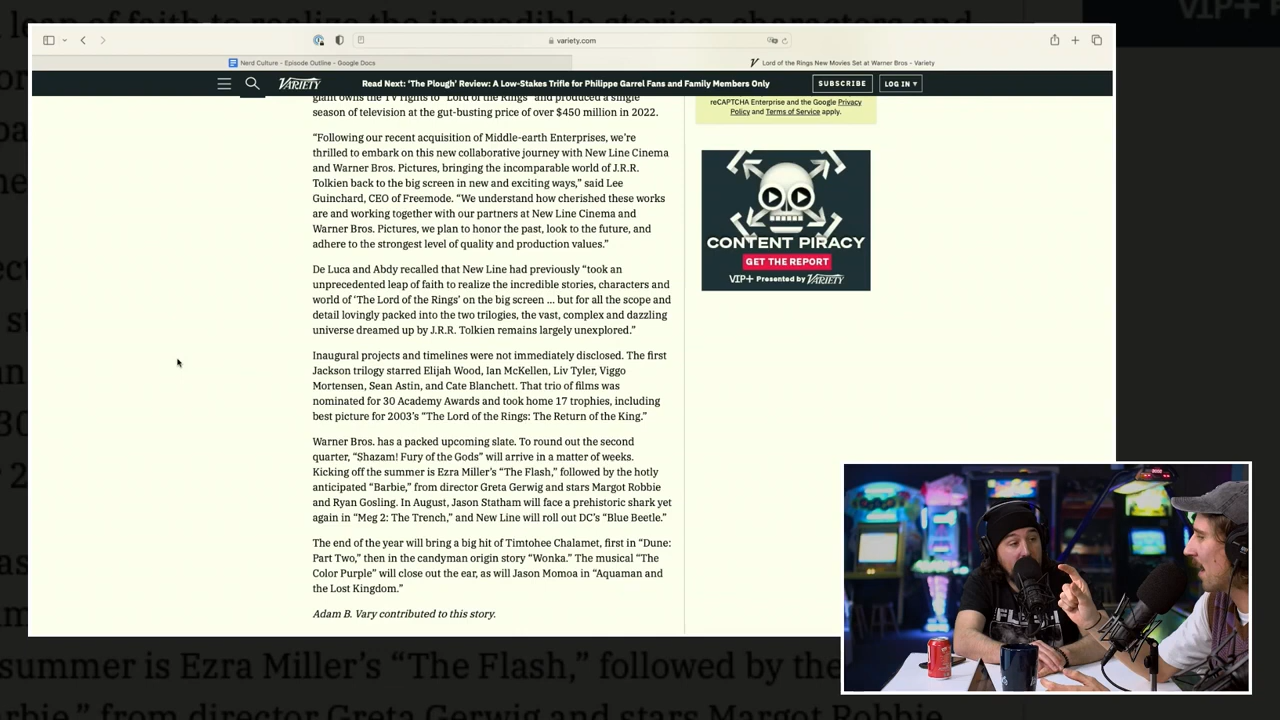 VIP+
Nerd Culture - Episode Outline - Google Docs
variety.com
Lord of the Rings New Movies Set at Warner Bros - Variety
VARIETY
Read Next: ‘The Plough’ Review: A Low-Stakes Trifle for Philippe Garrel Fans and Family Members Only
SUBSCRIBE
LOG IN ▾
giant owns the TV rights to “Lord of the Rings” and produced a single
season of television at the gut-busting price of over $450 million in 2022.
“Following our recent acquisition of Middle-earth Enterprises, we’re
thrilled to embark on this new collaborative journey with New Line Cinema
and Warner Bros. Pictures, bringing the incomparable world of J.R.R.
Tolkien back to the big screen in new and exciting ways,” said Lee
Guinchard, CEO of Freemode. “We understand how cherished these works
are and working together with our partners at New Line Cinema and
Warner Bros. Pictures, we plan to honor the past, look to the future, and
adhere to the strongest level of quality and production values.”
De Luca and Abdy recalled that New Line had previously “took an
unprecedented leap of faith to realize the incredible stories, characters and
world of ‘The Lord of the Rings’ on the big screen ... but for all the scope and
detail lovingly packed into the two trilogies, the vast, complex and dazzling
universe dreamed up by J.R.R. Tolkien remains largely unexplored.”
Inaugural projects and timelines were not immediately disclosed. The first
Jackson trilogy starred Elijah Wood, Ian McKellen, Liv Tyler, Viggo
Mortensen, Sean Astin, and Cate Blanchett. That trio of films was
nominated for 30 Academy Awards and took home 17 trophies, including
best picture for 2003’s “The Lord of the Rings: The Return of the King.”
Warner Bros. has a packed upcoming slate. To round out the second
quarter, “Shazam! Fury of the Gods” will arrive in a matter of weeks.
Kicking off the summer is Ezra Miller’s “The Flash,” followed by the hotly
anticipated “Barbie,” from director Greta Gerwig and stars Margot Robbie
and Ryan Gosling. In August, Jason Statham will face a prehistoric shark yet
again in “Meg 2: The Trench,” and New Line will roll out DC’s “Blue Beetle.”
The end of the year will bring a big hit of Timtohee Chalamet, first in “Dune:
Part Two,” then in the candyman origin story “Wonka.” The musical “The
Color Purple” will close out the ear, as will Jason Momoa in “Aquaman and
the Lost Kingdom.”
Adam B. Vary contributed to this story.
reCAPTCHA Enterprise and the Google Privacy
Policy and Terms of Service apply.
CONTENT PIRACY
GET THE REPORT
VIP+ Presented by VARIETY
summer is Ezra Miller’s “The Flash,” followed by the
from director Greta Gerwig and stars Margot Robbie